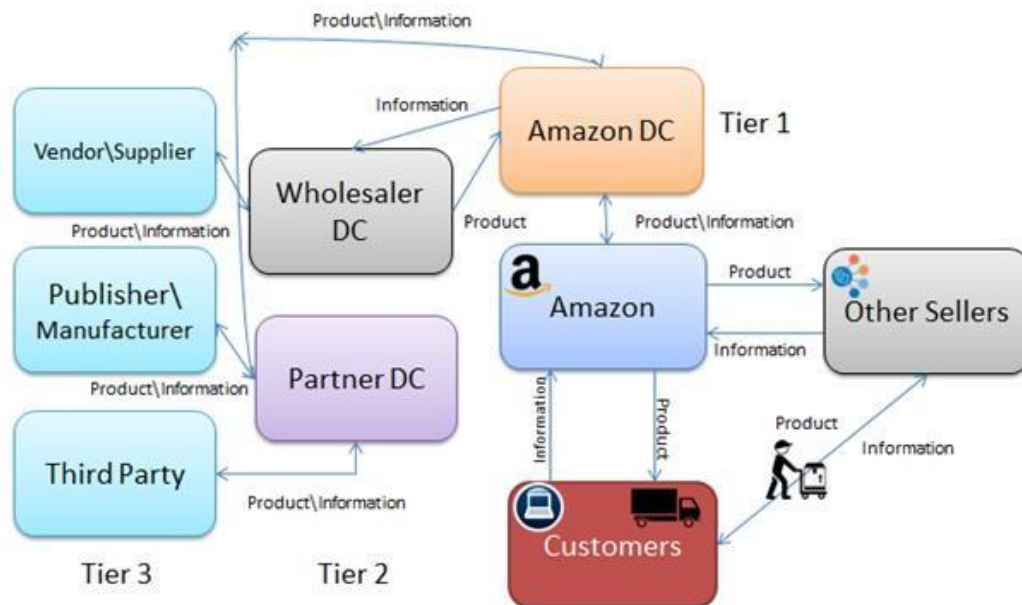 Product\Information
Information
Amazon DC
Tier 1
Vendor\Supplier
Wholesaler
DC
Product
Product\Information
Product\Information
a
Amazon
Product
Other Sellers
Information
Publisher\
Manufacturer
Product\Information
Partner DC
Information
Product
Product
Information
Third Party
Product\Information
Customers
Tier 3
Tier 2